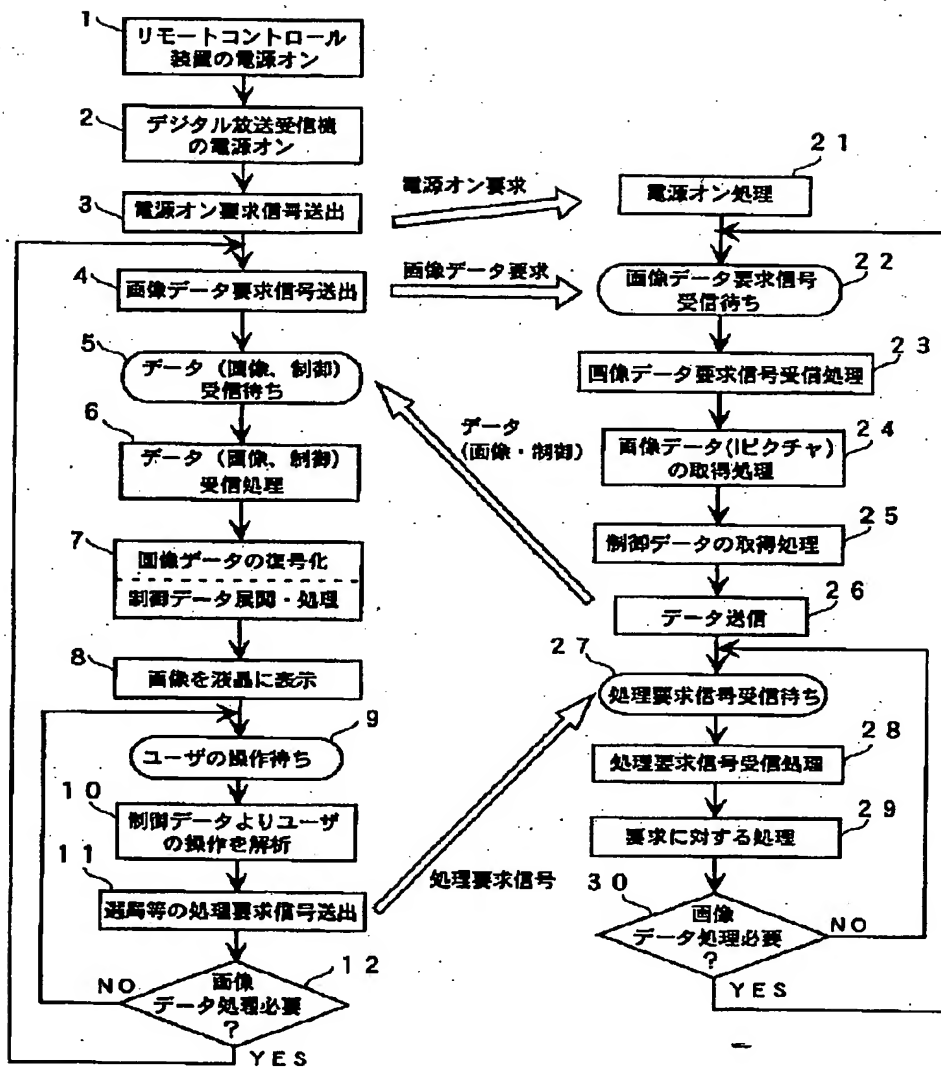 1
リモートコントロール
装置の電源オン
2
デジタル放送受信機
の電源オン
3
電源オン要求信号送出
4
画像データ要求信号送出
5
データ（画像、制御）
受信待ち
6
データ（画像、制御）
受信処理
7
画像データの復号化
制御データ展開・処理
8
画像を液晶に表示
9
ユーザの操作待ち
10
制御データよりユーザ
の操作を解析
11
選局等の処理要求信号送出
12
画像
データ処理必要
?
NO
YES
電源オン要求
画像データ要求
データ
(画像・制御)
処理要求信号
21
電源オン処理
22
画像データ要求信号
受信待ち
23
画像データ要求信号受信処理
24
画像データ(Iピクチャ)
の取得処理
25
制御データの取得処理
26
データ送信
27
処理要求信号受信待ち
28
処理要求信号受信処理
29
要求に対する処理
30
画像
データ処理必要
?
NO
YES